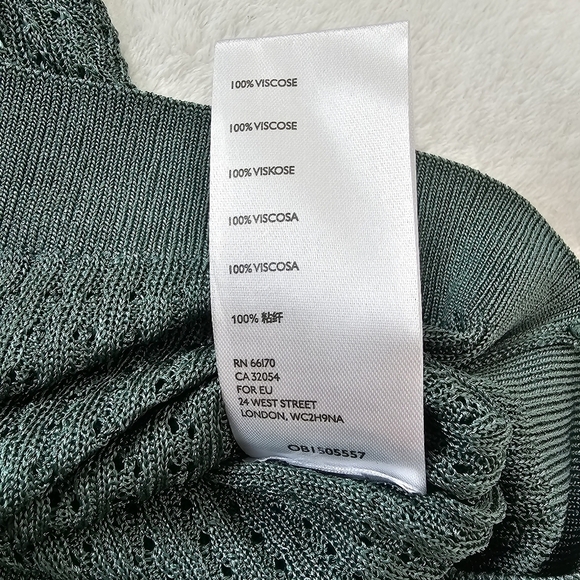 100% VISCOSE
100% VISCOSE
100% VISKOSE
100% VISCOSA
100% VISCOSA
100% 粘纤
RN 66170
CA 32054
FOR EU
24 WEST STREET
LONDON, WC2H9NA
OB1505557